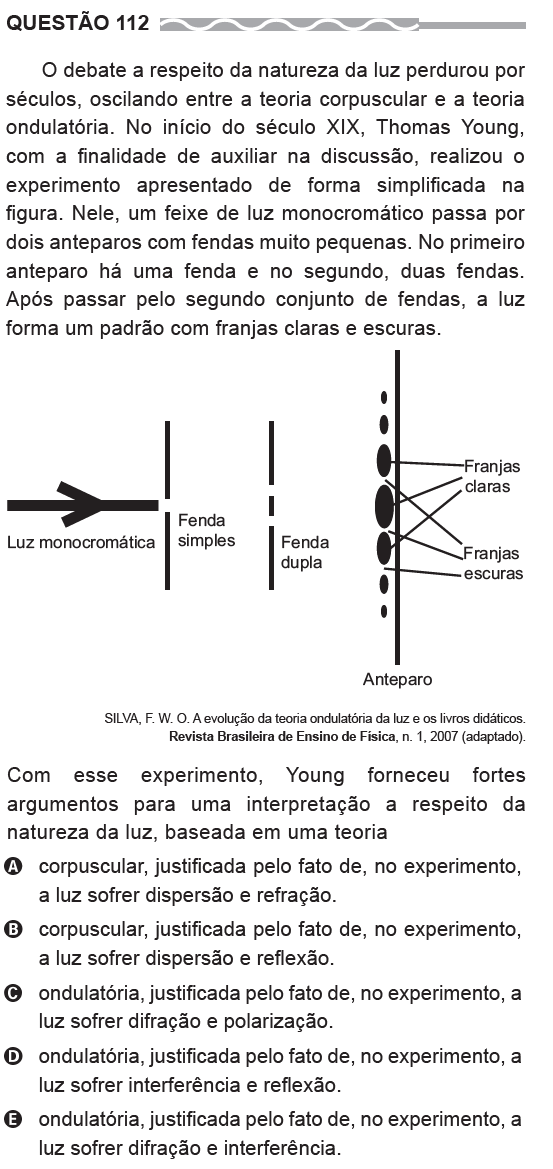 QUESTÃO 112
O debate a respeito da natureza da luz perdurou por
séculos, oscilando entre a teoria corpuscular e a teoria
ondulatória. No início do século XIX, Thomas Young,
com a finalidade de auxiliar na discussão, realizou o
experimento apresentado de forma simplificada na
figura. Nele, um feixe de luz monocromático passa por
dois anteparos com fendas muito pequenas. No primeiro
anteparo há uma fenda e no segundo, duas fendas.
Após passar pelo segundo conjunto de fendas, a luz
forma um padrão com franjas claras e escuras.
Luz monocromática
Fenda
simples
Fenda
dupla
Franjas
claras
Franjas
escuras
Anteparo
SILVA, F. W. O. A evolução da teoria ondulatória da luz e os livros didáticos.
Revista Brasileira de Ensino de Física, n. 1, 2007 (adaptado).
Com esse experimento, Young forneceu fortes
argumentos para uma interpretação a respeito da
natureza da luz, baseada em uma teoria
A corpuscular, justificada pelo fato de, no experimento,
a luz sofrer dispersão e refração.
B corpuscular, justificada pelo fato de, no experimento,
a luz sofrer dispersão e reflexão.
C ondulatória, justificada pelo fato de, no experimento, a
luz sofrer difração e polarização.
D ondulatória, justificada pelo fato de, no experimento, a
luz sofrer interferência e reflexão.
E ondulatória, justificada pelo fato de, no experimento, a
luz sofrer difração e interferência.